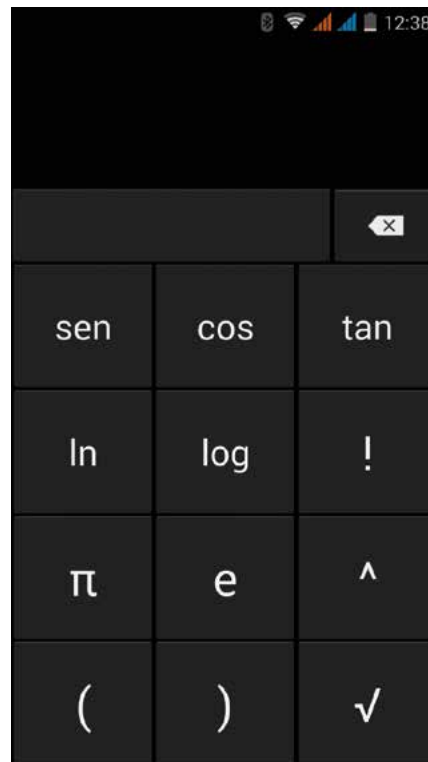 12:38
sen cos tan
ln log !
π e ^
( ) √